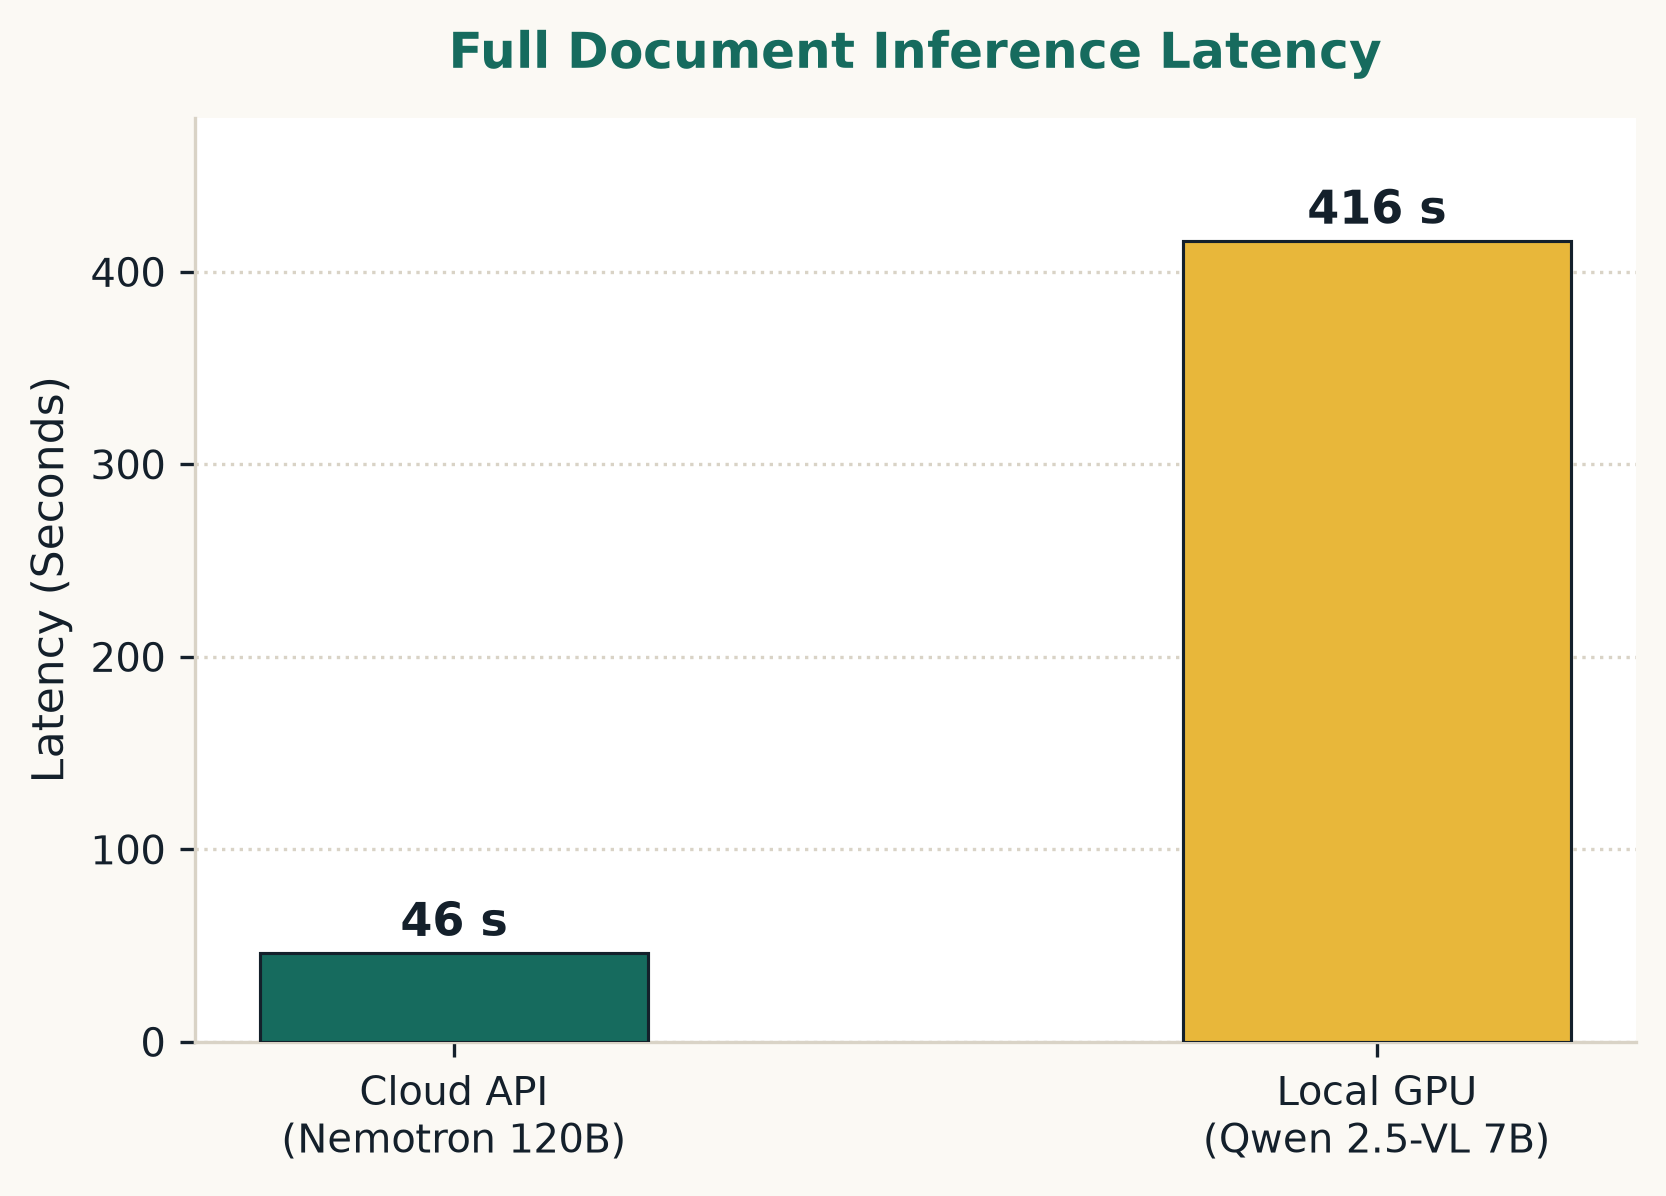 Full Document Inference Latency
Latency (Seconds)
400
300
200
100
0
416 s
46 s
Cloud API
(Nemotron 120B)
Local GPU
(Qwen 2.5-VL 7B)